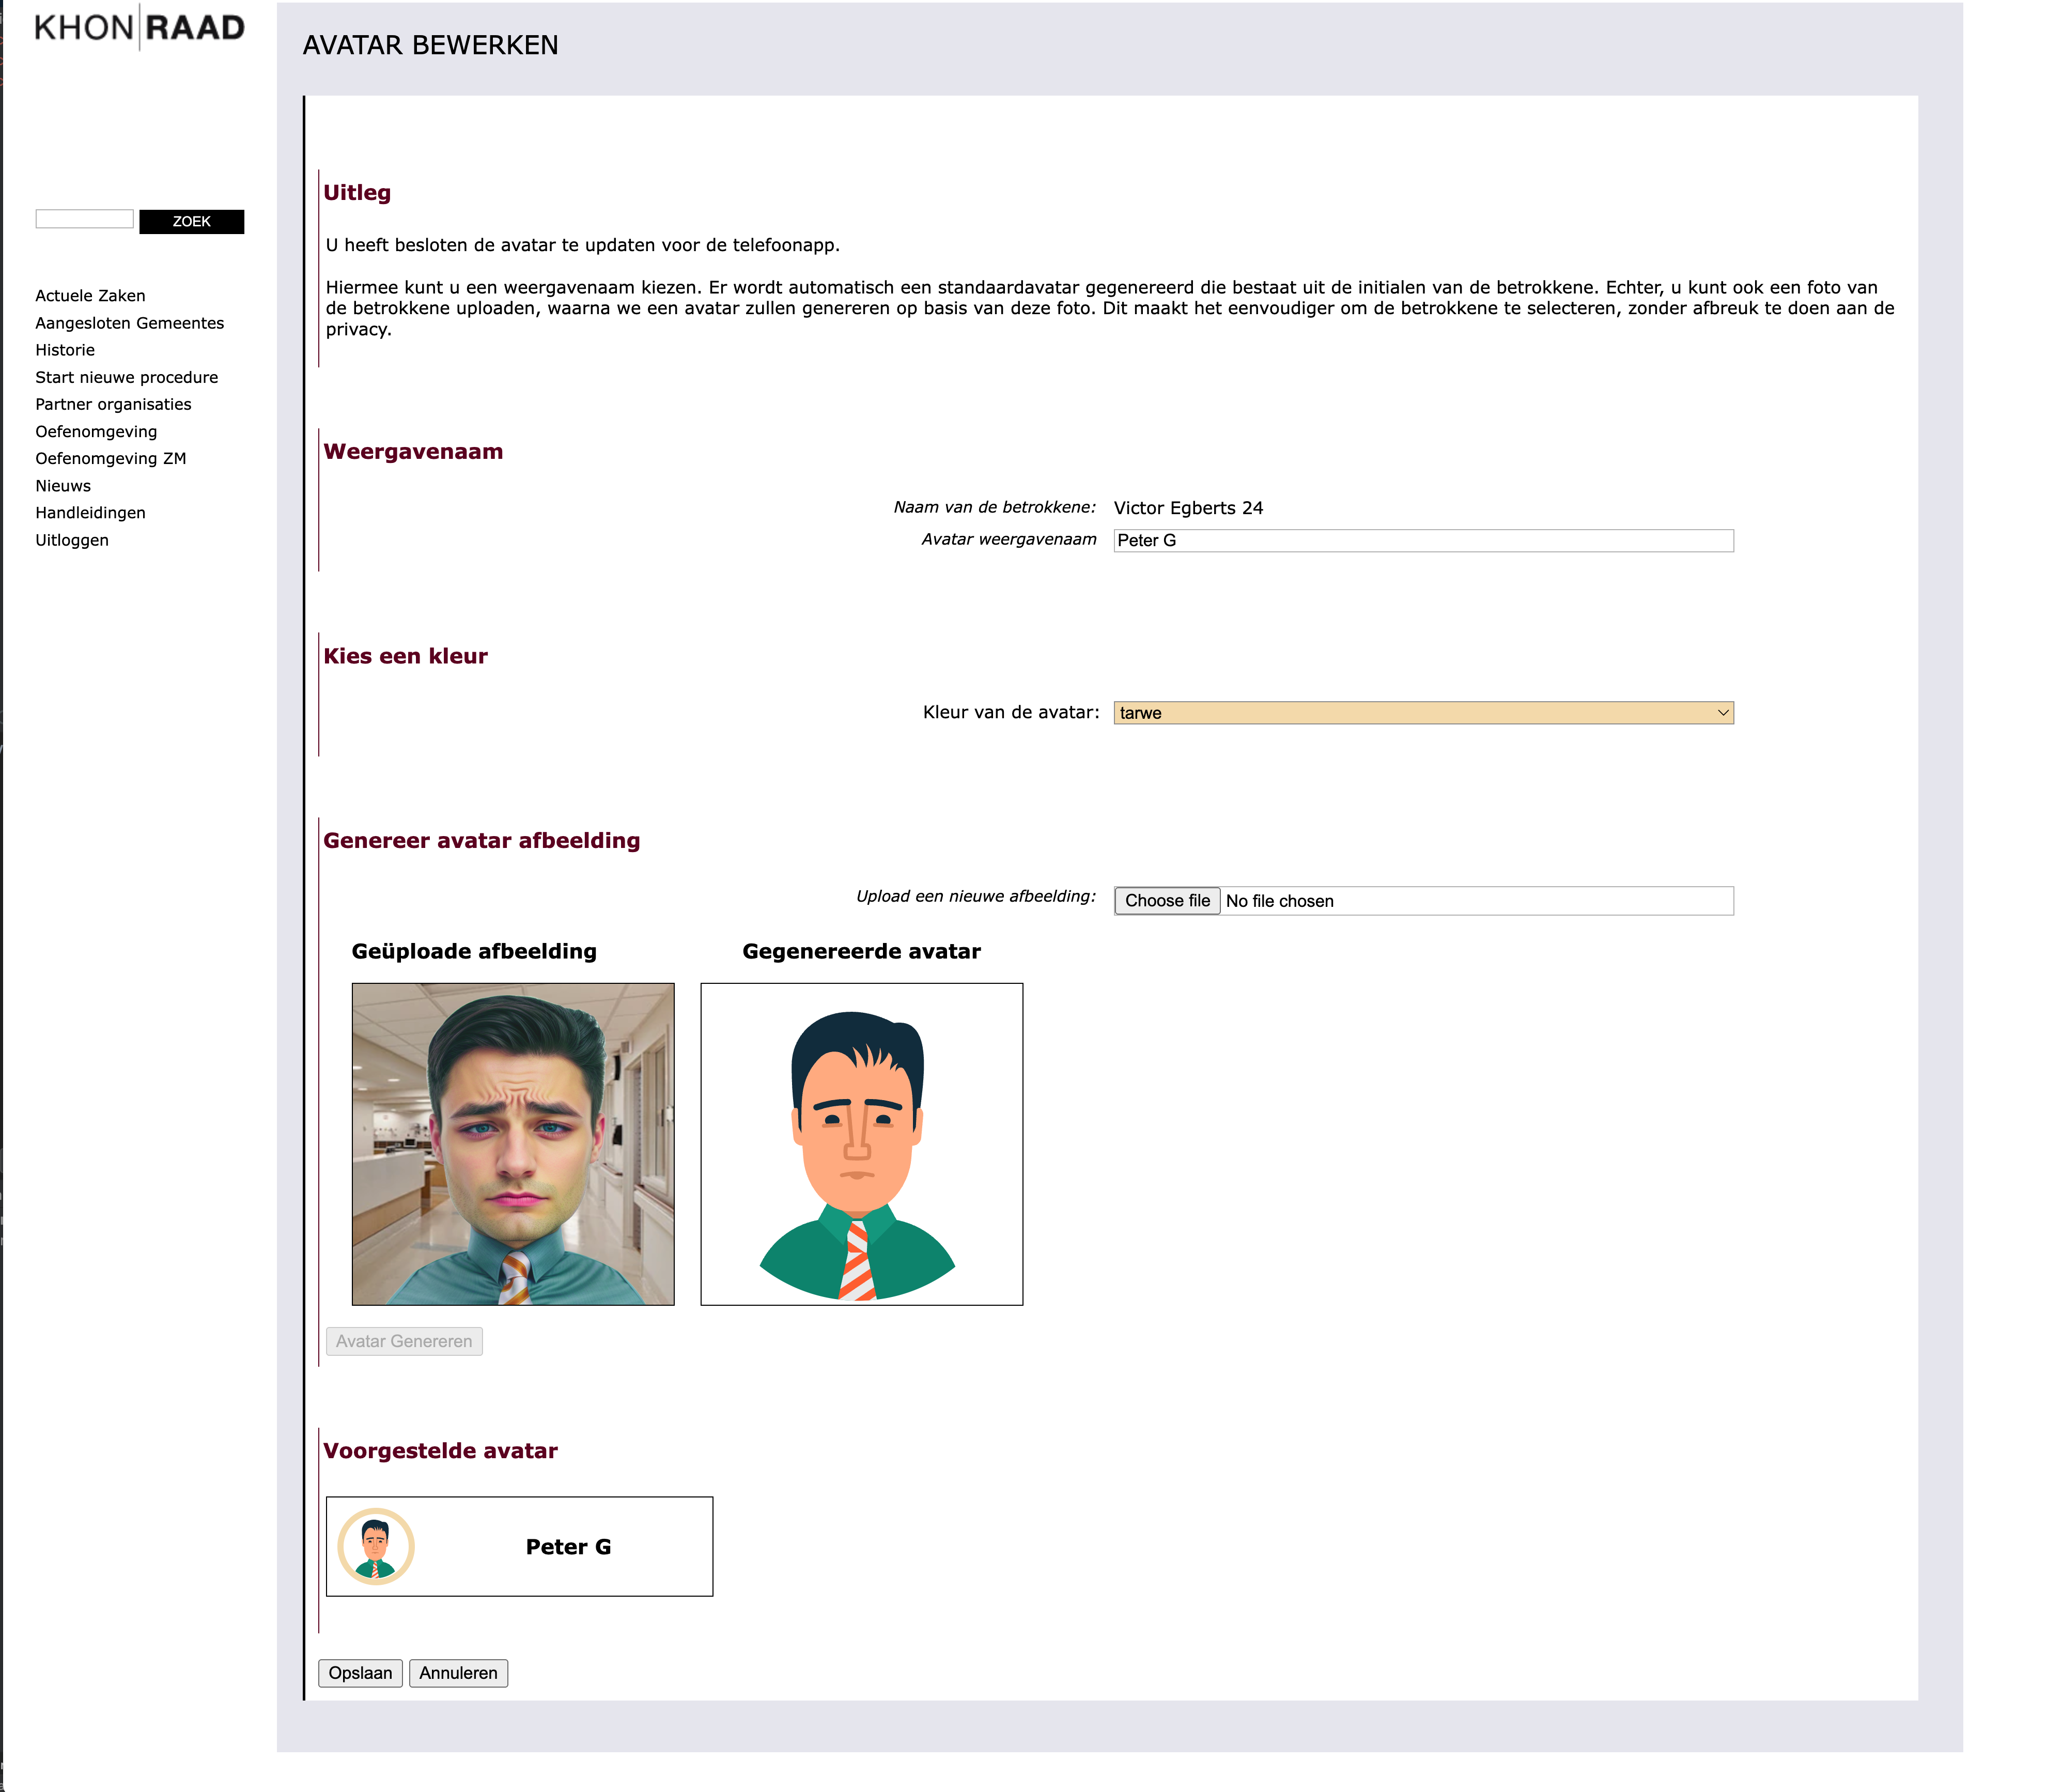 KHON|RAAD
ZOEK
Actuele Zaken
Aangesloten Gemeentes
Historie
Start nieuwe procedure
Partner organisaties
Oefenomgeving
Oefenomgeving ZM
Nieuws
Handleidingen
Uitloggen
AVATAR BEWERKEN
Uitleg
U heeft besloten de avatar te updaten voor de telefoonapp.
Hiermee kunt u een weergavenaam kiezen. Er wordt automatisch een standaardavatar gegenereerd die bestaat uit de initialen van de betrokkene. Echter, u kunt ook een foto van
de betrokkene uploaden, waarna we een avatar zullen genereren op basis van deze foto. Dit maakt het eenvoudiger om de betrokkene te selecteren, zonder afbreuk te doen aan de
privacy.
Weergavenaam
Naam van de betrokkene: Victor Egberts 24
Avatar weergavenaam Peter G
Kies een kleur
Kleur van de avatar: tarwe
Genereer avatar afbeelding
Upload een nieuwe afbeelding: Choose file No file chosen
Geüploade afbeelding Gegenereerde avatar
Avatar Genereren
Voorgestelde avatar
Peter G
Opslaan Annuleren